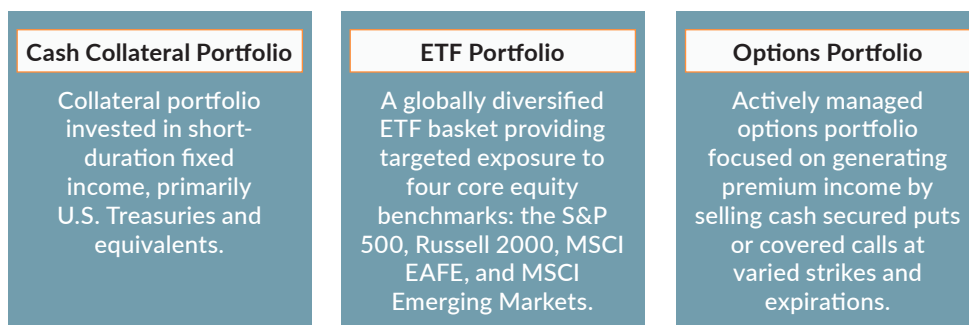 Cash Collateral Portfolio
Collateral portfolio
invested in short-
duration fixed
income, primarily
U.S. Treasuries and
equivalents.
ETF Portfolio
A globally diversified
ETF basket providing
targeted exposure to
four core equity
benchmarks: the S&P
500, Russell 2000, MSCI
EAFE, and MSCI
Emerging Markets.
Options Portfolio
Actively managed
options portfolio
focused on generating
premium income by
selling cash secured puts
or covered calls at
varied strikes and
expirations.